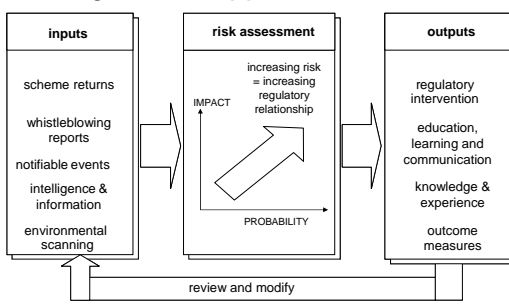 inputs
scheme returns
whistleblowing
reports
notifiable events
intelligence &
information
environmental
scanning
risk assessment
increasing risk
= increasing
regulatory
relationship
IMPACT
PROBABILITY
outputs
regulatory
intervention
education,
learning and
communication
knowledge &
experience
outcome
measures
review and modify